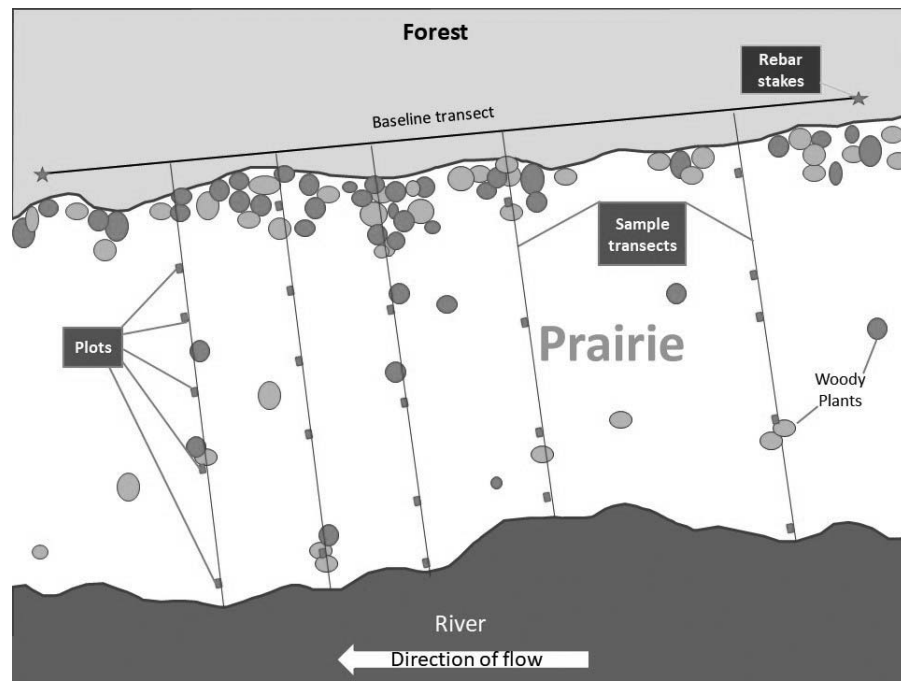 Forest
Rebar
stakes
Baseline transect
Sample
transects
Plots
Prairie
Woody
Plants
River
Direction of flow